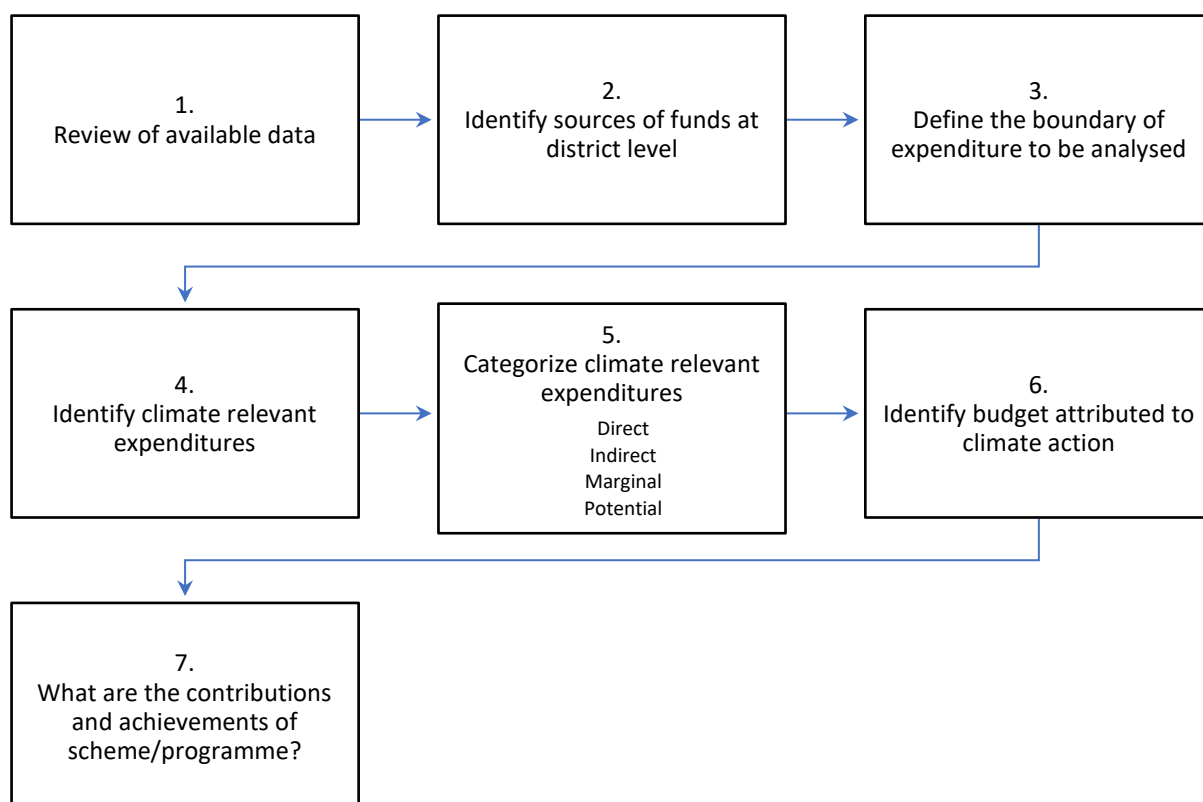 1.
Review of available data
2.
Identify sources of funds at
district level
3.
Define the boundary of
expenditure to be analysed
4.
Identify climate relevant
expenditures
5.
Categorize climate relevant
expenditures
Direct
Indirect
Marginal
Potential
6.
Identify budget attributed to
climate action
7.
What are the contributions
and achievements of
scheme/programme?